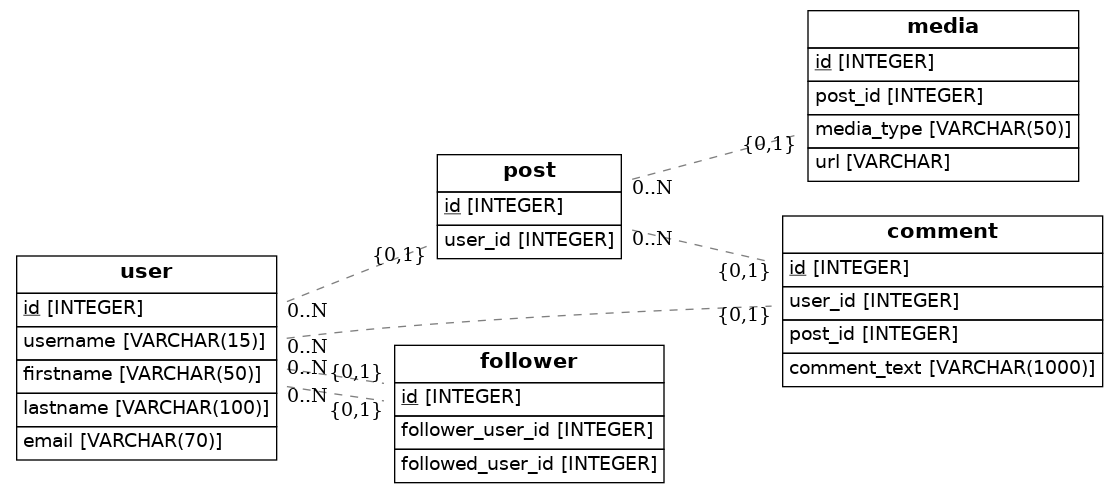 media
id [INTEGER]
post_id [INTEGER]
media_type [VARCHAR(50)]
url [VARCHAR]
{0,1}
0..N
post
id [INTEGER]
user_id [INTEGER]
0..N
{0,1}
comment
id [INTEGER]
user_id [INTEGER]
post_id [INTEGER]
comment_text [VARCHAR(1000)]
{0,1}
0..N
{0,1}
0..N
user
id [INTEGER]
username [VARCHAR(15)]
firstname [VARCHAR(50)]
lastname [VARCHAR(100)]
email [VARCHAR(70)]
0..N
{0,1}
0..N
{0,1}
follower
id [INTEGER]
follower_user_id [INTEGER]
followed_user_id [INTEGER]